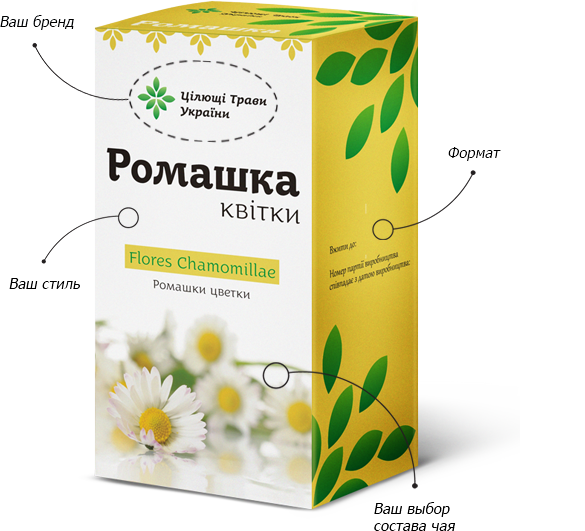 Ваш бренд
Ромашка
Цілющі Трави
України
Ромашка
квітки
Формат
Вжити до:
Номер партії виробництва
співпадає з датою виробництва:
Flores Chamomillae
Ромашки цветки
Ваш стиль
Ваш выбор
состава чая